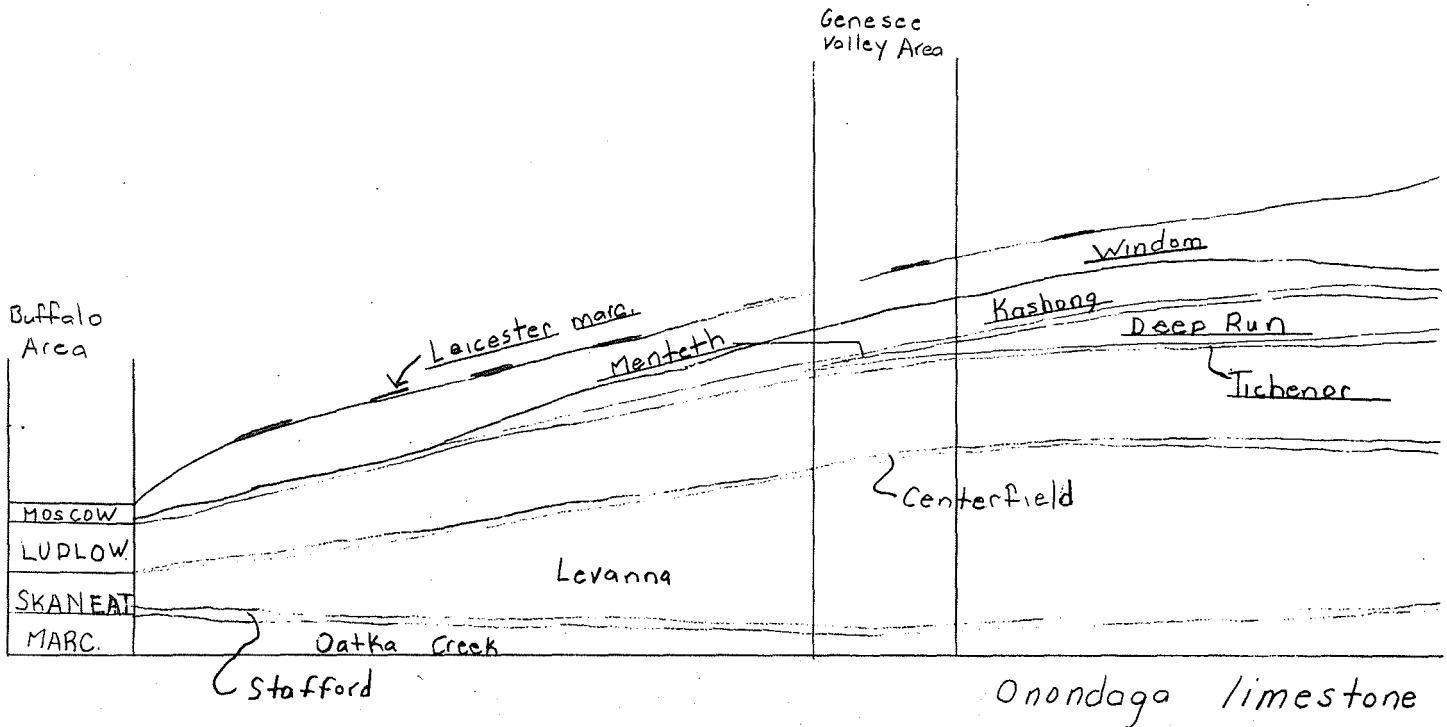 Genesee
Valley Area
Windom
Kashong
Buffalo
Area
Leicester marc.
Menteth
Deep Run
Tichenor
Centerfield
MOSCOW
LUDLOW.
Levanna
SKANEAT
MARC.
Oatka Creek
Stafford
Onondaga limestone